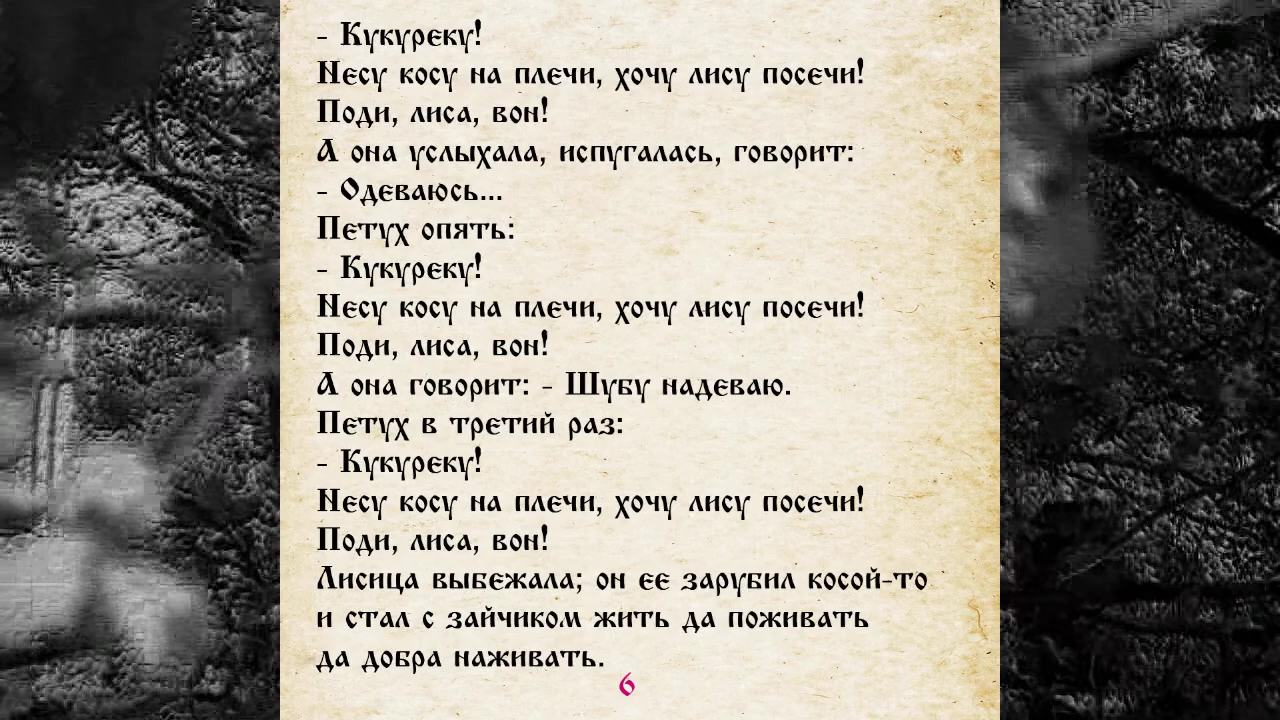 - Кукуреку!
Несу косу на плечи, хочу лису посечи!
Поди, лиса, вон!
А она услыхала, испугалась, говорит:
- Одеваюсь...
Петух опять:
- Кукуреку!
Несу косу на плечи, хочу лису посечи!
Поди, лиса, вон!
А она говорит: - Шубу надеваю.
Петух в третий раз:
- Кукуреку!
Несу косу на плечи, хочу лису посечи!
Поди, лиса, вон!
Лисица выбежала; он ее зарубил косой-то
и стал с зайчиком жить да поживать
да добра наживать.
6